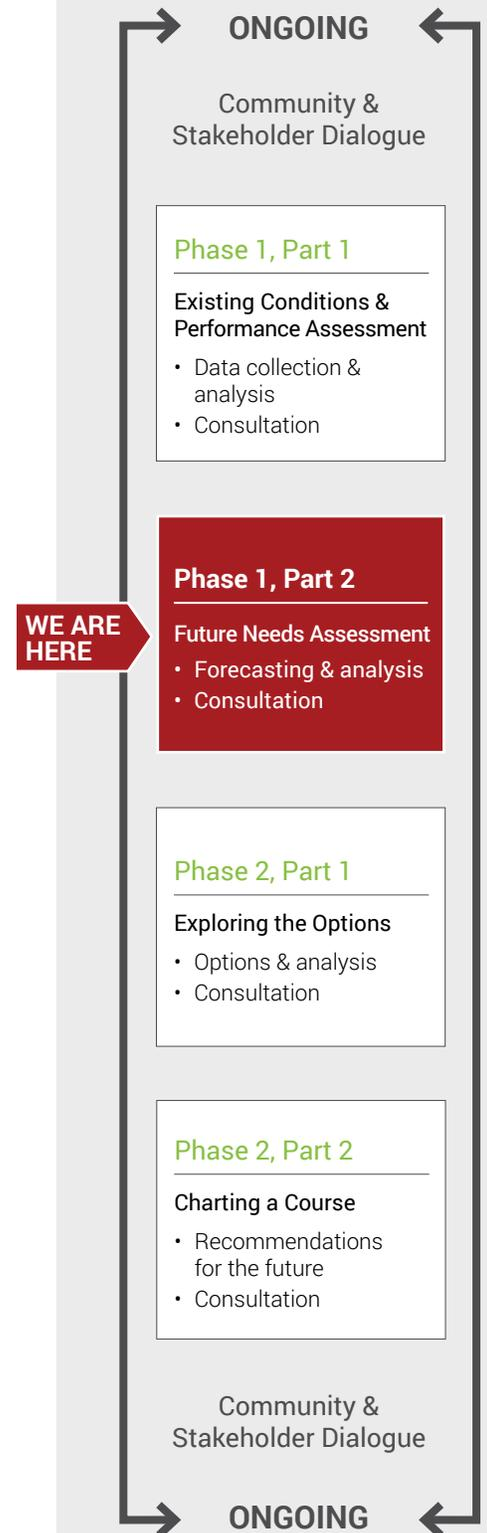 ONGOING
Community &
Stakeholder Dialogue
Phase 1, Part 1
Existing Conditions &
Performance Assessment
• Data collection &
analysis
• Consultation
WE ARE
HERE
Phase 1, Part 2
Future Needs Assessment
• Forecasting & analysis
• Consultation
Phase 2, Part 1
Exploring the Options
• Options & analysis
• Consultation
Phase 2, Part 2
Charting a Course
• Recommendations
for the future
• Consultation
Community &
Stakeholder Dialogue
ONGOING